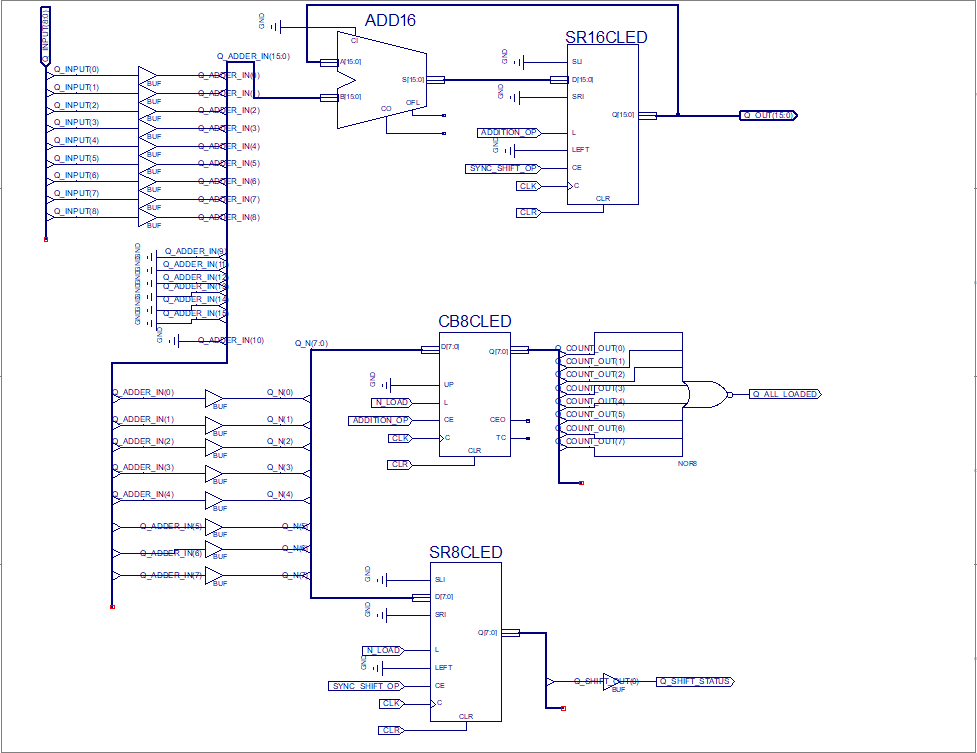 Q_INPUT(8:0)
GND
ADD16
CI
A[15:0]
B[15:0]
S[15:0]
CO
OFL
Q_ADDER_IN(15:0)
Q_INPUT(0)
BUF
Q_ADDER_IN(0)
Q_INPUT(1)
BUF
Q_ADDER_IN(1)
Q_INPUT(2)
BUF
Q_ADDER_IN(2)
Q_INPUT(3)
BUF
Q_ADDER_IN(3)
Q_INPUT(4)
BUF
Q_ADDER_IN(4)
Q_INPUT(5)
BUF
Q_ADDER_IN(5)
Q_INPUT(6)
BUF
Q_ADDER_IN(6)
Q_INPUT(7)
BUF
Q_ADDER_IN(7)
Q_INPUT(8)
BUF
Q_ADDER_IN(8)
SR16CLED
GND
SLI
D[15:0]
GND
SRI
Q[15:0]
Q_OUT(15:0)
ADDITION_OP
L
GND
LEFT
SYNC_SHIFT_OP
CE
CLK
C
CLR
CLR
GND
Q_ADDER_IN(9)
Q_ADDER_IN(11)
Q_ADDER_IN(12)
Q_ADDER_IN(13)
Q_ADDER_IN(14)
Q_ADDER_IN(15)
GND
GND
Q_ADDER_IN(10)
Q_N(7:0)
Q_ADDER_IN(0)
BUF
Q_N(0)
Q_ADDER_IN(1)
BUF
Q_N(1)
Q_ADDER_IN(2)
BUF
Q_N(2)
Q_ADDER_IN(3)
BUF
Q_N(3)
Q_ADDER_IN(4)
BUF
Q_N(4)
Q_ADDER_IN(5)
BUF
Q_N(5)
Q_ADDER_IN(6)
BUF
Q_N(6)
Q_ADDER_IN(7)
BUF
Q_N(7)
CB8CLED
D[7:0]
Q[7:0]
GND
UP
N_LOAD
L
ADDITION_OP
CE
CEO
CLK
C
TC
CLR
CLR
Q_COUNT_OUT(0)
Q_COUNT_OUT(1)
Q_COUNT_OUT(2)
Q_COUNT_OUT(3)
Q_COUNT_OUT(4)
Q_COUNT_OUT(5)
Q_COUNT_OUT(6)
Q_COUNT_OUT(7)
NOR8
Q_ALL_LOADED
SR8CLED
GND
SLI
D[7:0]
GND
SRI
Q[7:0]
N_LOAD
L
GND
LEFT
SYNC_SHIFT_OP
CE
CLK
C
CLR
CLR
Q_SHIFT_OUT(0)
BUF
Q_SHIFT_STATUS